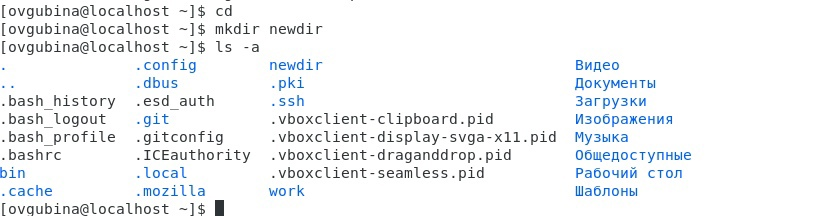 [ovgubina@localhost ~]$ cd
[ovgubina@localhost ~]$ mkdir newdir
[ovgubina@localhost ~]$ ls -a
.              .config        newdir                           Видео
..             .dbus          .pki                             Документы
.bash_history  .esd_auth      .ssh                             Загрузки
.bash_logout   .git           .vboxclient-clipboard.pid        Изображения
.bash_profile  .gitconfig     .vboxclient-display-svga-x11.pid  Музыка
.bashrc        .ICEauthority  .vboxclient-draganddrop.pid      Общедоступные
bin            .local         .vboxclient-seamless.pid         Рабочий стол
.cache         .mozilla       work                             Шаблоны
[ovgubina@localhost ~]$